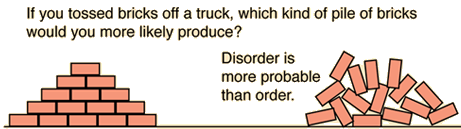 If you tossed bricks off a truck, which kind of pile of bricks
would you more likely produce?
Disorder is
more probable
than order.